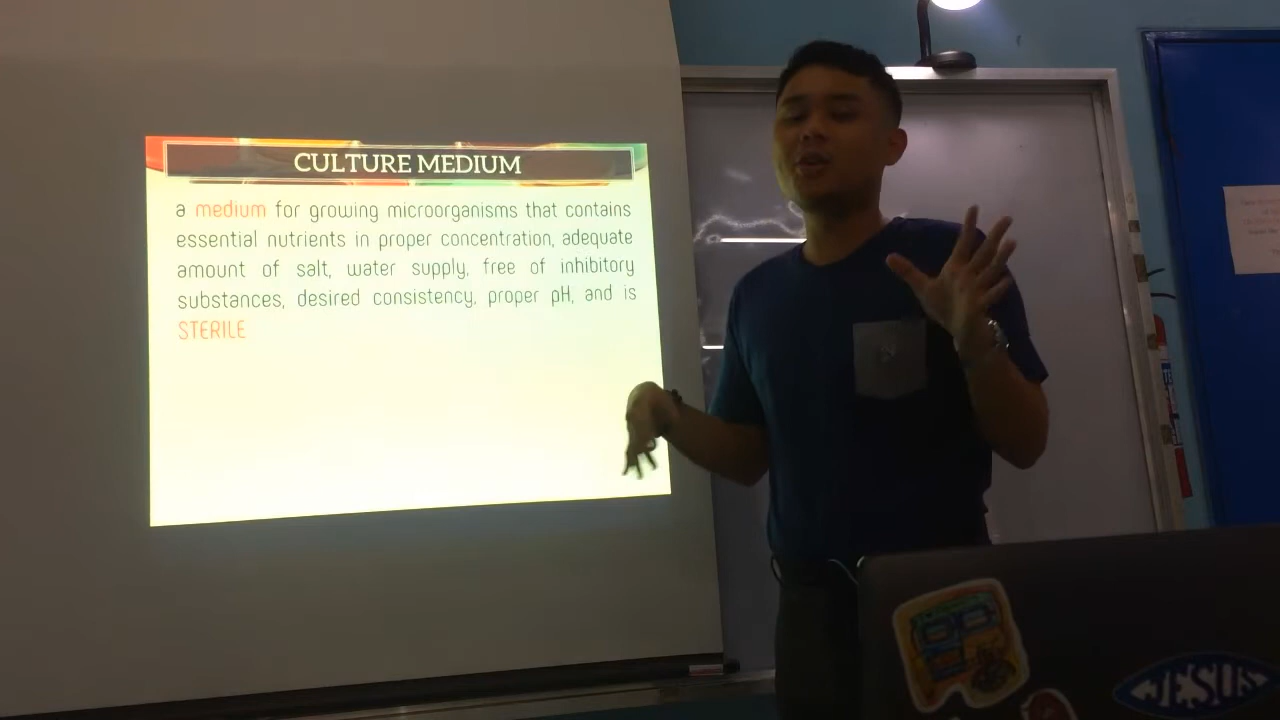 CULTURE MEDIUM
a medium for growing microorganisms that contains
essential nutrients in proper concentration, adequate
amount of salt, water supply, free of inhibitory
substances, desired consistency, proper pH, and is
STERILE
JESUS